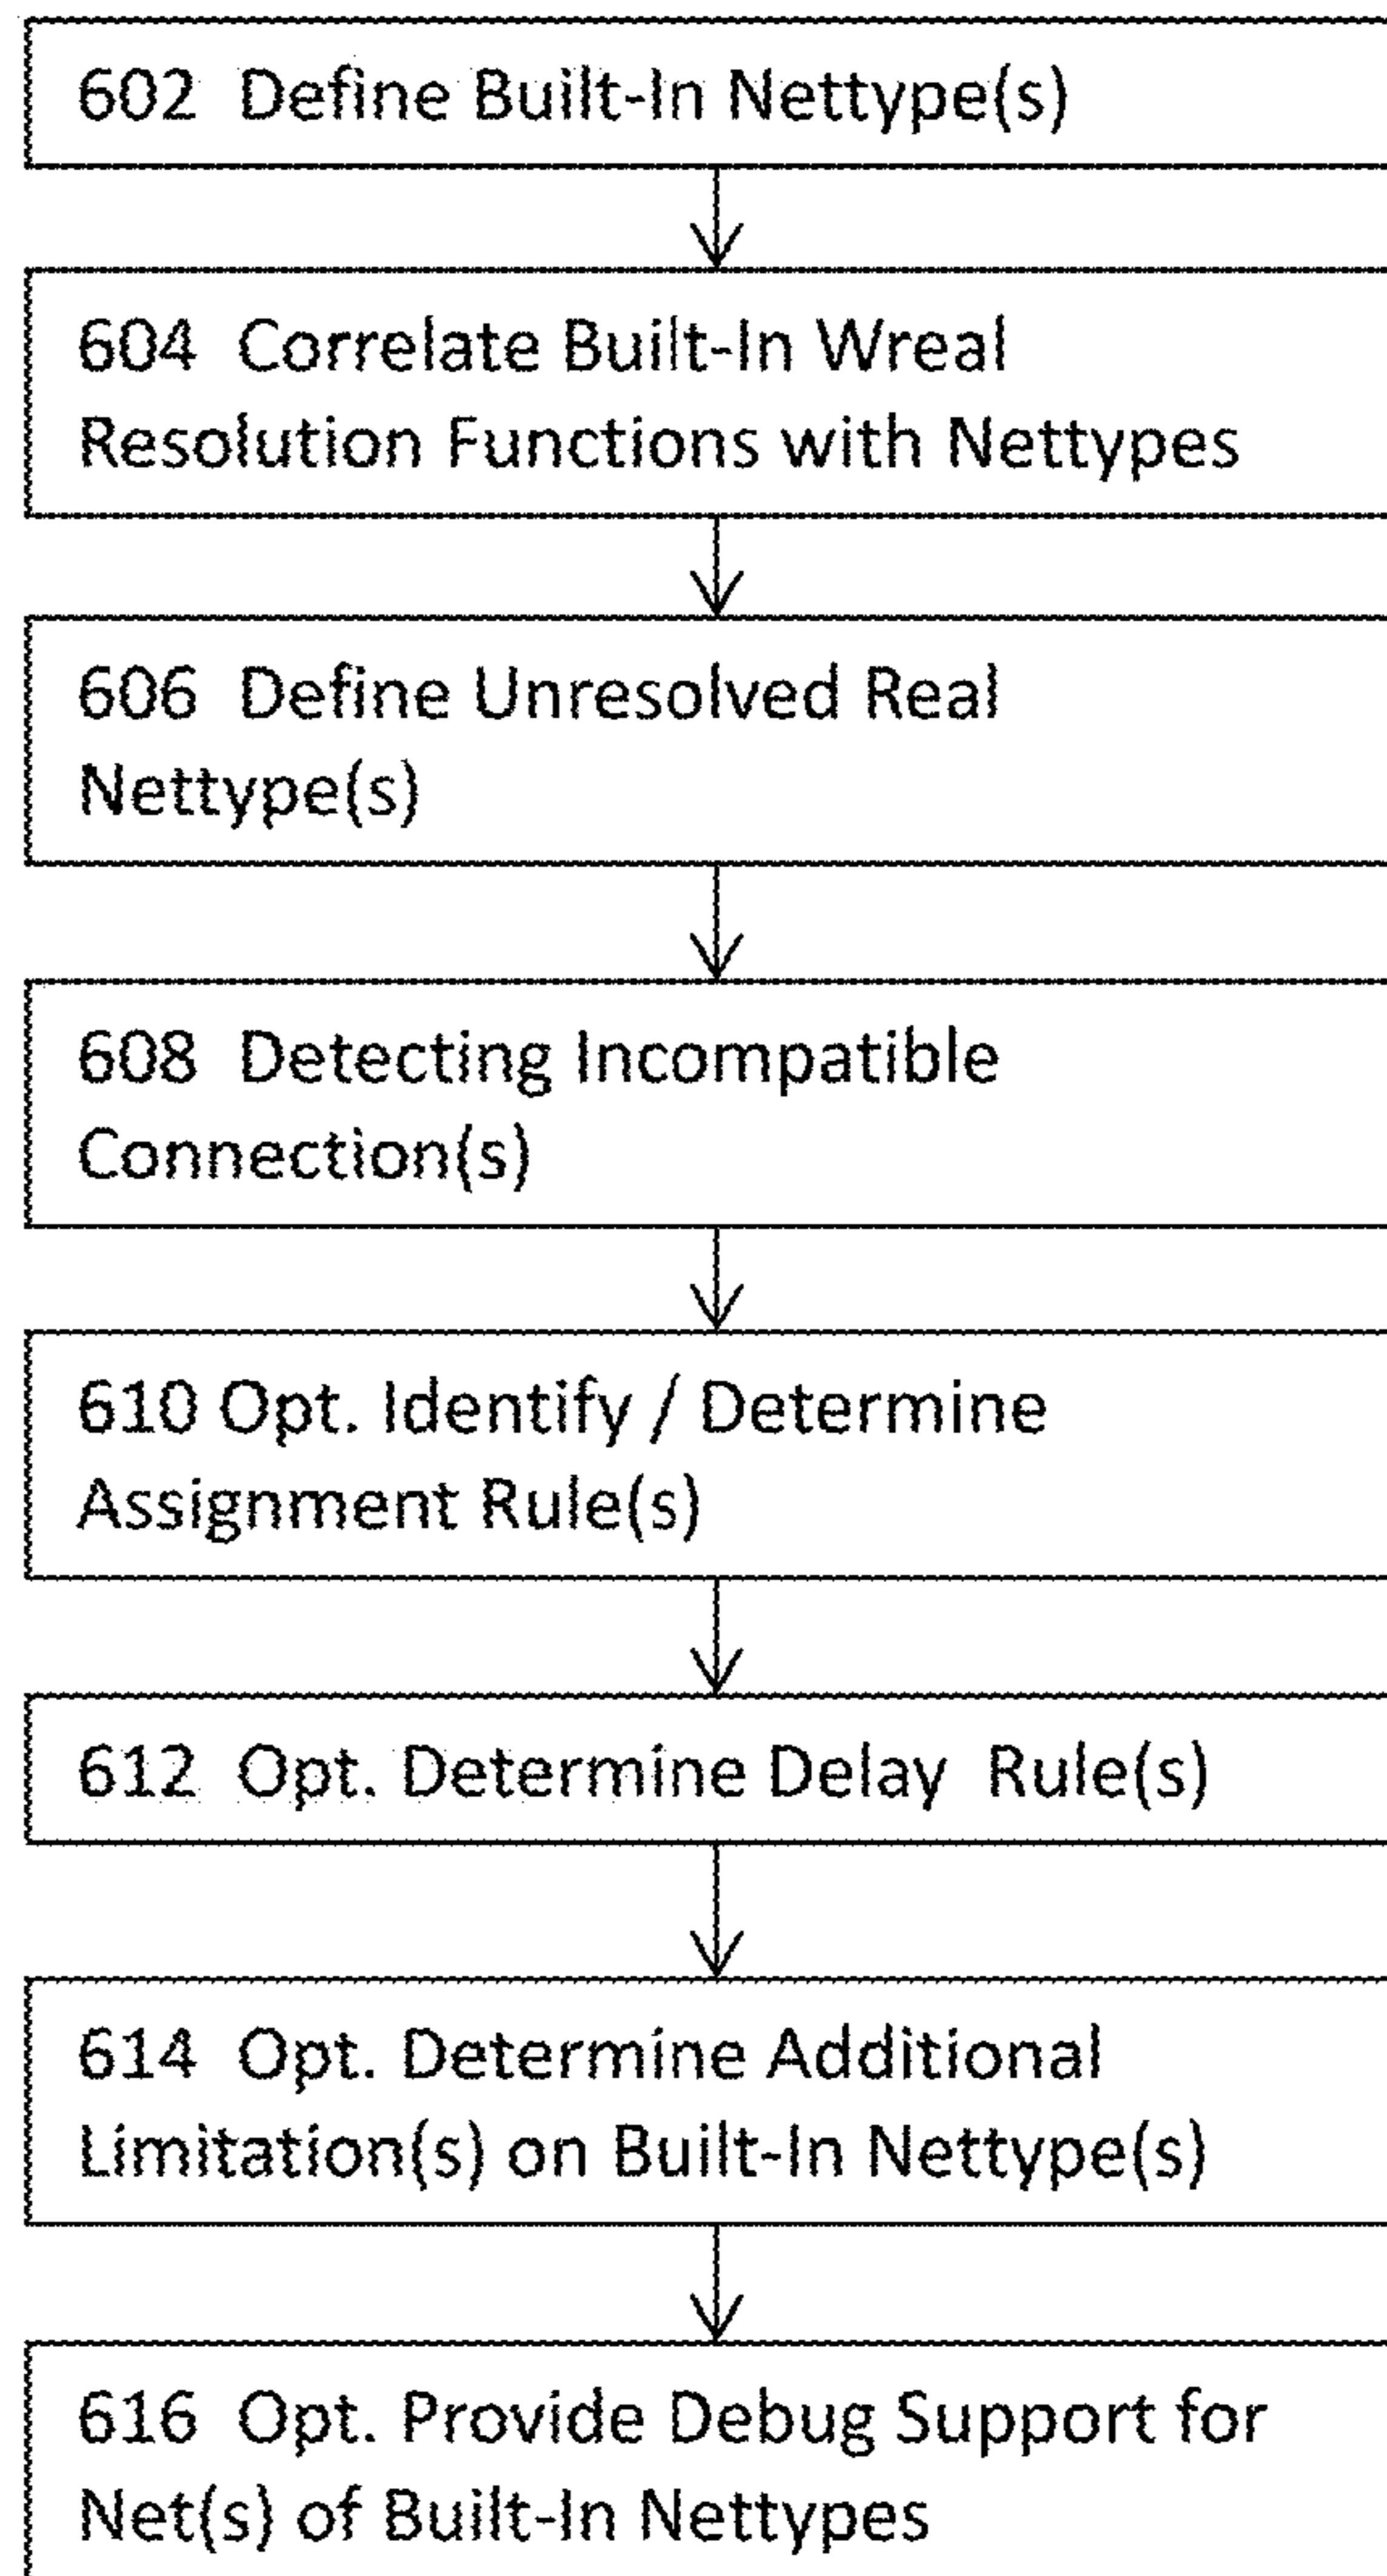 602 Define Built-In Nettype(s)
604 Correlate Built-In Wreal
Resolution Functions with Nettypes
606 Define Unresolved Real
Nettype(s)
608 Detecting Incompatible
Connection(s)
610 Opt. Identify / Determine
Assignment Rule(s)
612 Opt. Determine Delay Rule(s)
614 Opt. Determine Additional
Limitation(s) on Built-In Nettype(s)
616 Opt. Provide Debug Support for
Net(s) of Built-In Nettypes